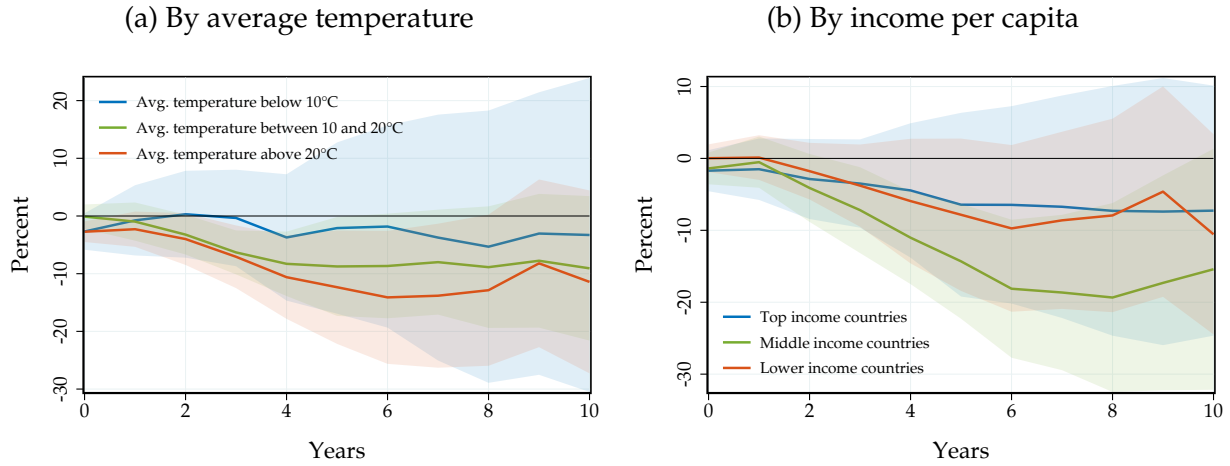 (a) By average temperature
Percent
20
10
0
-10
-20
-30
Avg. temperature below 10°C
Avg. temperature between 10 and 20°C
Avg. temperature above 20°C
0 2 4 6 8 10
Years
(b) By income per capita
Percent
10
0
-10
-20
-30
Top income countries
Middle income countries
Lower income countries
0 2 4 6 8 10
Years